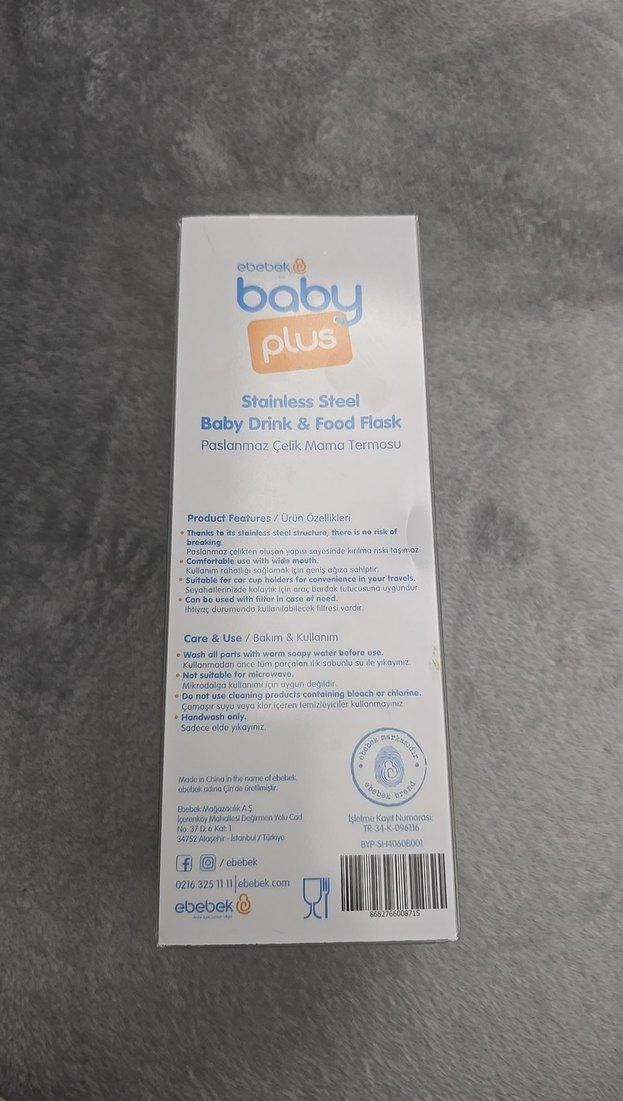 ebebek
baby
plus
Stainless Steel
Baby Drink & Food Flask
Paslanmaz Çelik Mama Termosu
Product Features / Ürün Özellikleri
• Thanks to its stainless steel structure, there is no risk of
breaking.
Paslanmaz çelikten oluşan yapısı sayesinde kırılma riski taşımaz.
• Comfortable use with wide mouth.
Kullanım rahatlığı sağlamak için geniş ağıza sahiptir.
• Suitable for car cup holders for convenience in your travels.
Seyahatlerinizde kolaylık için araç bardak tutucusuna uygundur.
• Can be used with filter in case of need.
İhtiyaç durumunda kullanılabilecek filtresi vardır.
Care & Use / Bakım & Kullanım
• Wash all parts with warm soapy water before use.
Kullanmadan önce tüm parçaları ılık sabunlu su ile yıkayınız.
• Not suitable for microwave.
Mikrodalga kullanımı için uygun değildir.
• Do not use cleaning products containing bleach or chlorine.
Çamaşır suyu veya klor içeren temizleyiciler kullanmayınız.
• Handwash only.
Sadece elde yıkayınız.
ebebek markasıdır
ebebek brand
Made in China in the name of ebebek.
ebebek adına Çin'de üretilmiştir.
Ebebek Mağazacılık A.Ş.
İçerenköy Mahallesi Değirmen Yolu Cad.
No: 37 D: 6 Kat: 1
34752 Ataşehir - İstanbul / Türkiye
İşletme Kayıt Numarası:
TR-34-K-096116
BYP-SH4060B001
/ ebebek
0216 325 11 11 | ebebek.com
ebebek
8682766008715